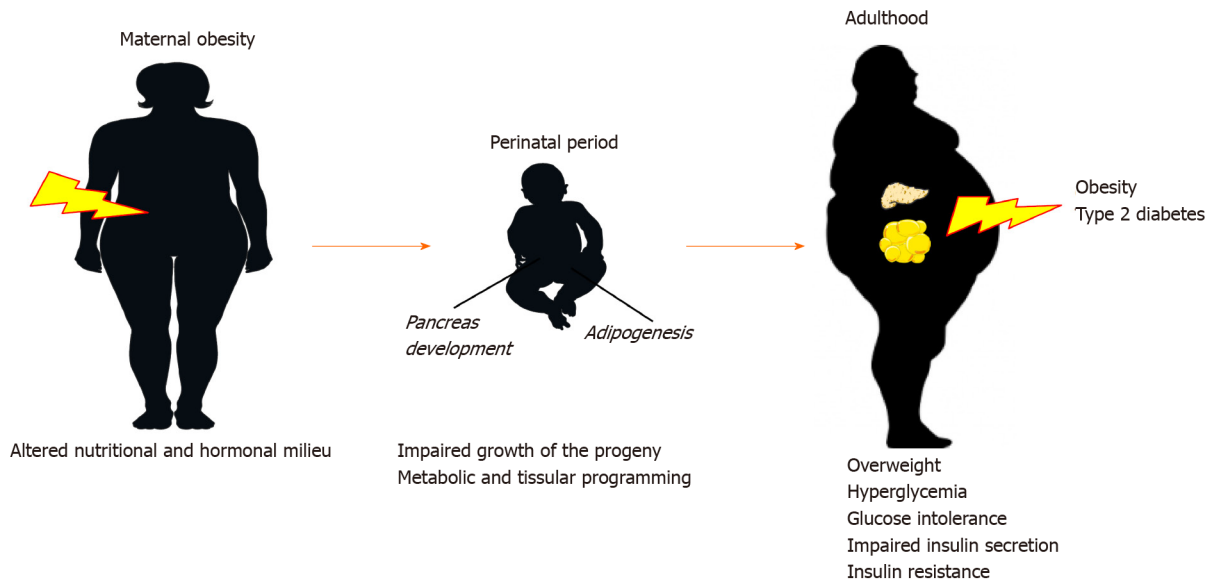 Maternal obesity
Altered nutritional and hormonal milieu
Perinatal period
Pancreas
development
Adipogenesis
Impaired growth of the progeny
Metabolic and tissular programming
Adulthood
Obesity
Type 2 diabetes
Overweight
Hyperglycemia
Glucose intolerance
Impaired insulin secretion
Insulin resistance